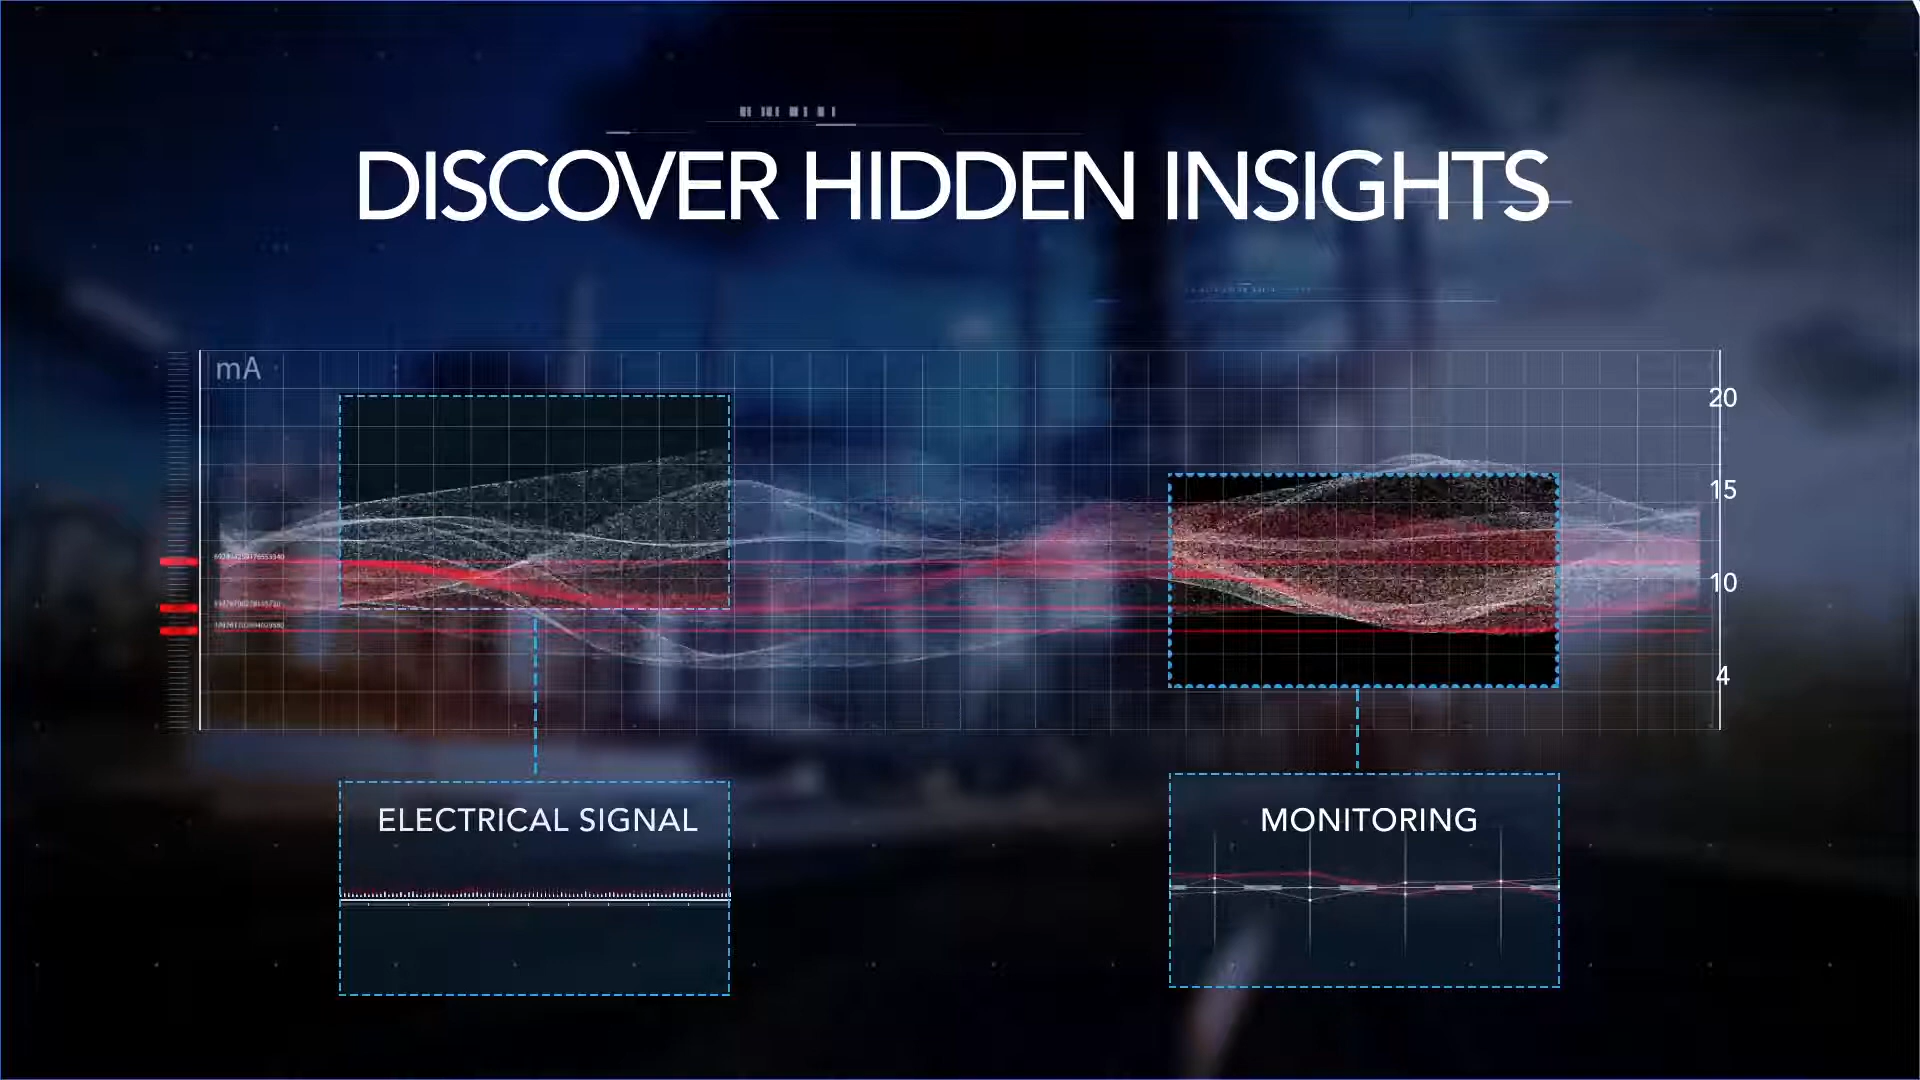 DISCOVER HIDDEN INSIGHTS
mA
20
15
10
4
ELECTRICAL SIGNAL
MONITORING